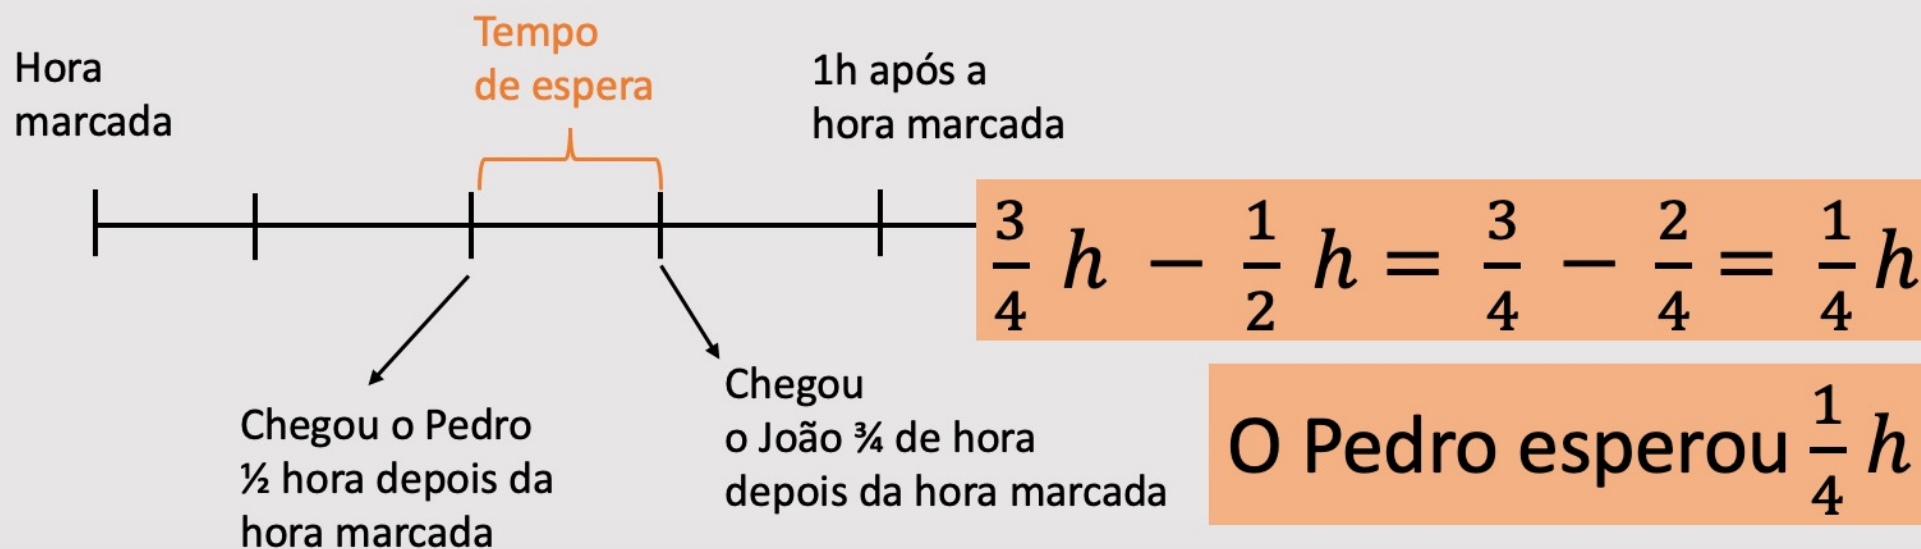 Hora
marcada
Tempo
de espera
1h após a
hora marcada
3/4 h − 1/2 h = 3/4 − 2/4 = 1/4 h
Chegou o Pedro
½ hora depois da
hora marcada
Chegou
o João ¾ de hora
depois da hora marcada
O Pedro esperou 1/4 h